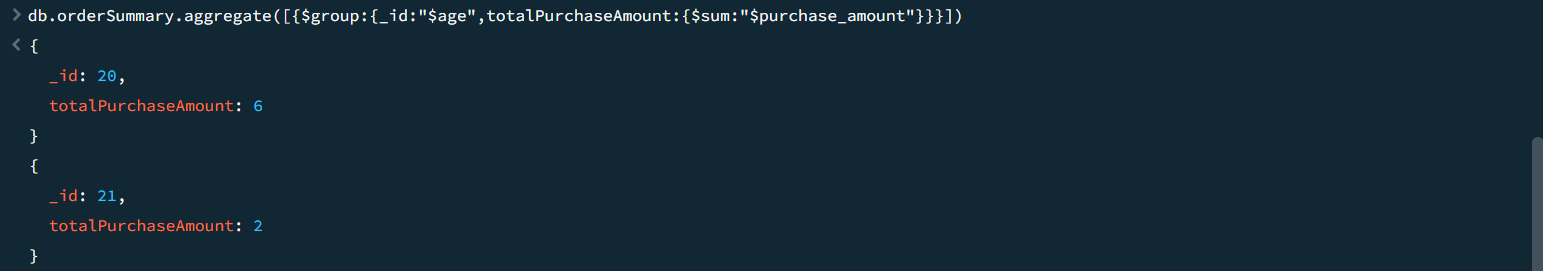 > db.orderSummary.aggregate([{$group:{_id:"$age",totalPurchaseAmount:{$sum:"$purchase_amount"}}}])
< {
_id: 20,
totalPurchaseAmount: 6
}
{
_id: 21,
totalPurchaseAmount: 2
}